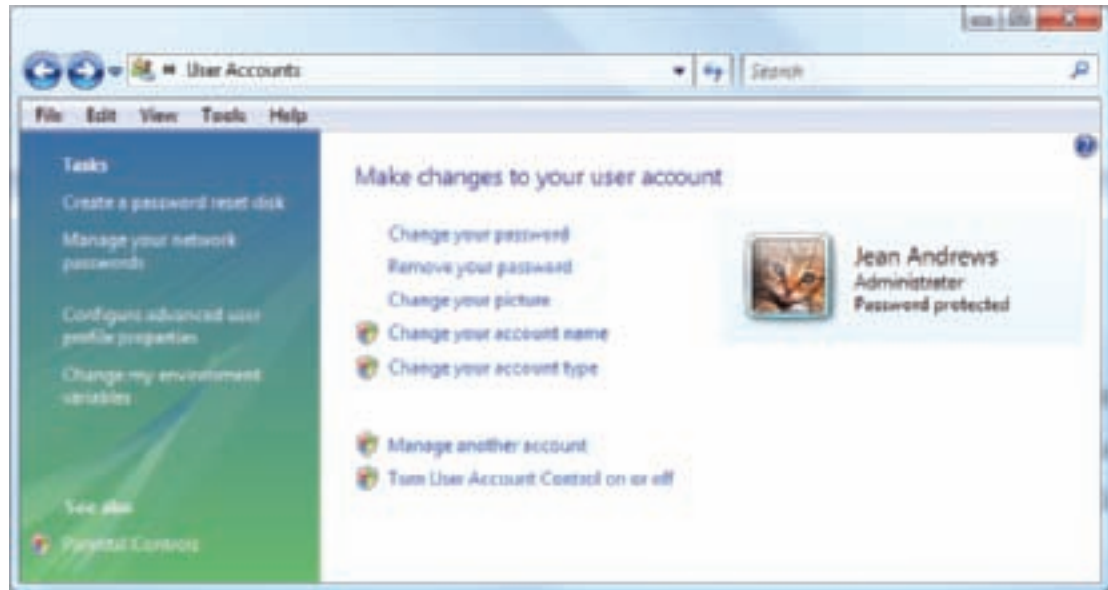 User Accounts
Search
File Edit View Tools Help
Tasks
Create a password reset disk
Manage your network
passwords
Configure advanced user
profile properties
Change my environment
variables
See also
Parental Controls
Make changes to your user account
Change your password
Remove your password
Change your picture
Change your account name
Change your account type
Manage another account
Turn User Account Control on or off
Jean Andrews
Administrator
Password protected